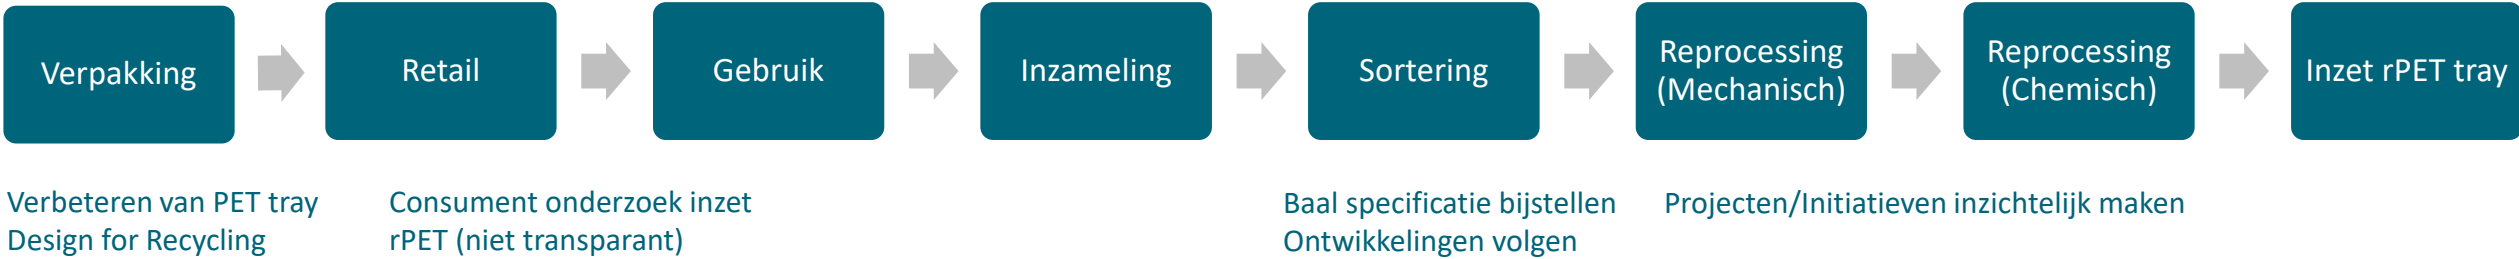 Verpakking
Retail
Gebruik
Inzameling
Sortering
Reprocessing
(Mechanisch)
Reprocessing
(Chemisch)
Inzet rPET tray
Verbeteren van PET tray
Design for Recycling
Consument onderzoek inzet
rPET (niet transparant)
Baal specificatie bijstellen
Ontwikkelingen volgen
Projecten/Initiatieven inzichtelijk maken